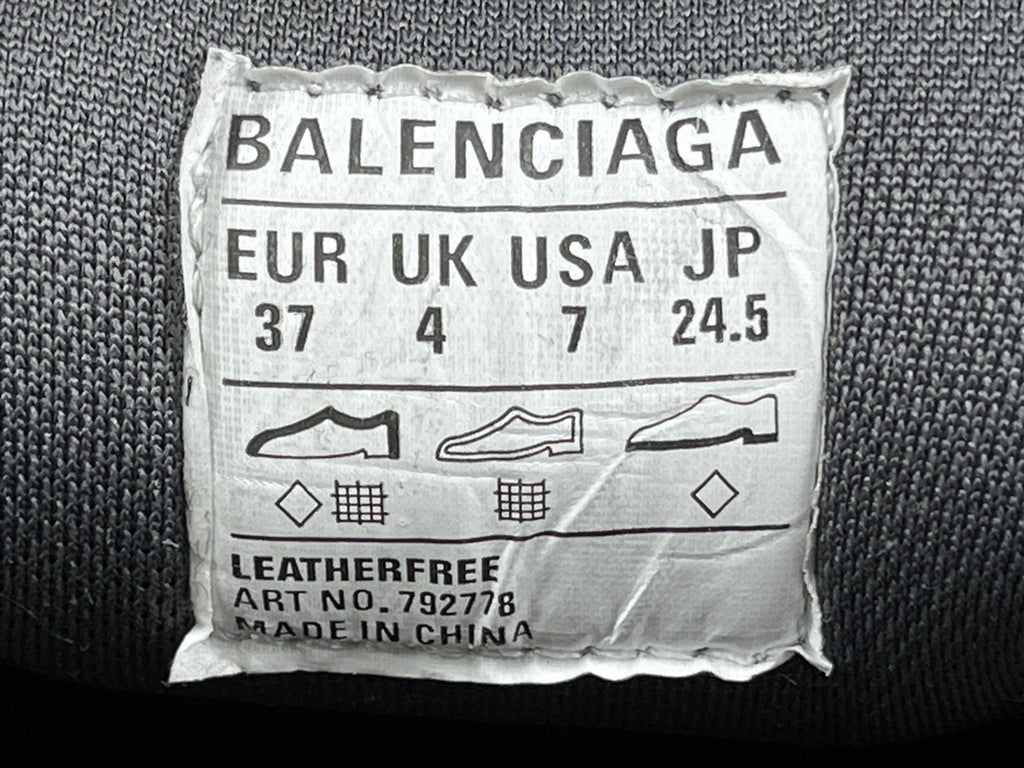 BALENCIAGA
EUR UK USA JP
37 4 7 24.5
LEATHERFREE
ART NO. 792778
MADE IN CHINA